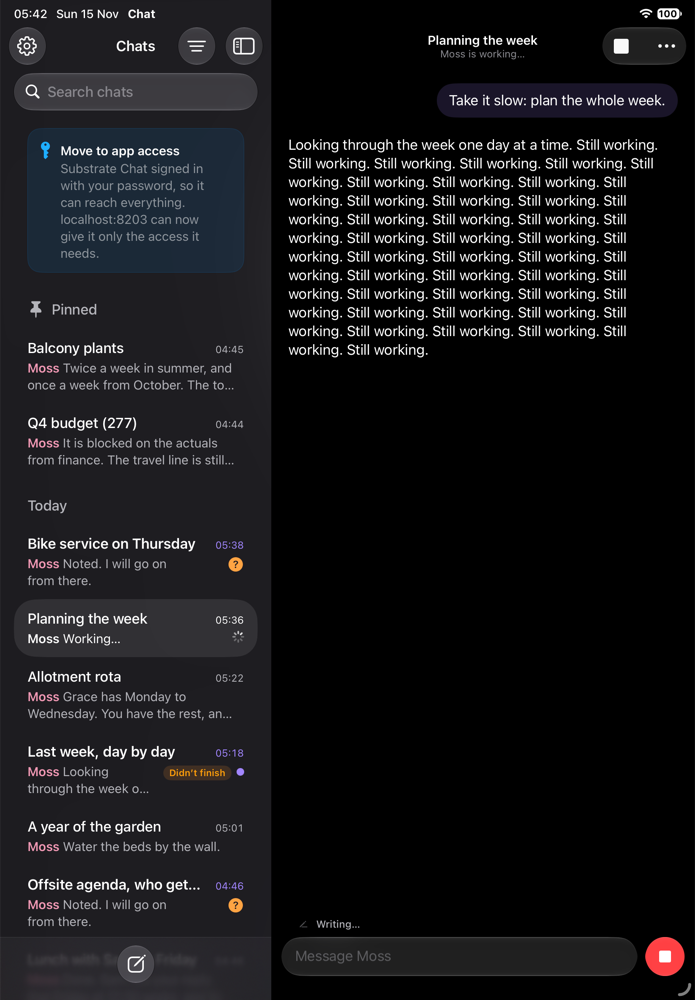 05:42 Sun 15 Nov Chat
100
Chats
Search chats
Move to app access
Substrate Chat signed in
with your password, so it
can reach everything.
localhost:8203 can now
give it only the access it
needs.
Pinned
Balcony plants 04:45
Moss Twice a week in summer, and
once a week from October. The to...
Q4 budget (277) 04:44
Moss It is blocked on the actuals
from finance. The travel line is still...
Today
Bike service on Thursday 05:38
Moss Noted. I will go on ?
from there.
Planning the week 05:36
Moss Working...
Allotment rota 05:22
Moss Grace has Monday to
Wednesday. You have the rest, an...
Last week, day by day 05:18
Moss Looking Didn't finish
through the week o...
A year of the garden 05:01
Moss Water the beds by the wall.
Offsite agenda, who get... 04:46
Moss Noted. I will go on ?
from there.
Lunch with Friday
Planning the week
Moss is working...
Take it slow: plan the whole week.
Looking through the week one day at a time. Still working.
Still working. Still working. Still working. Still working. Still
working. Still working. Still working. Still working. Still
working. Still working. Still working. Still working. Still
working. Still working. Still working. Still working. Still
working. Still working. Still working. Still working. Still
working. Still working. Still working. Still working. Still
working. Still working. Still working. Still working. Still
working. Still working. Still working. Still working. Still
working. Still working. Still working. Still working. Still
working. Still working. Still working. Still working. Still
working. Still working.
Writing...
Message Moss